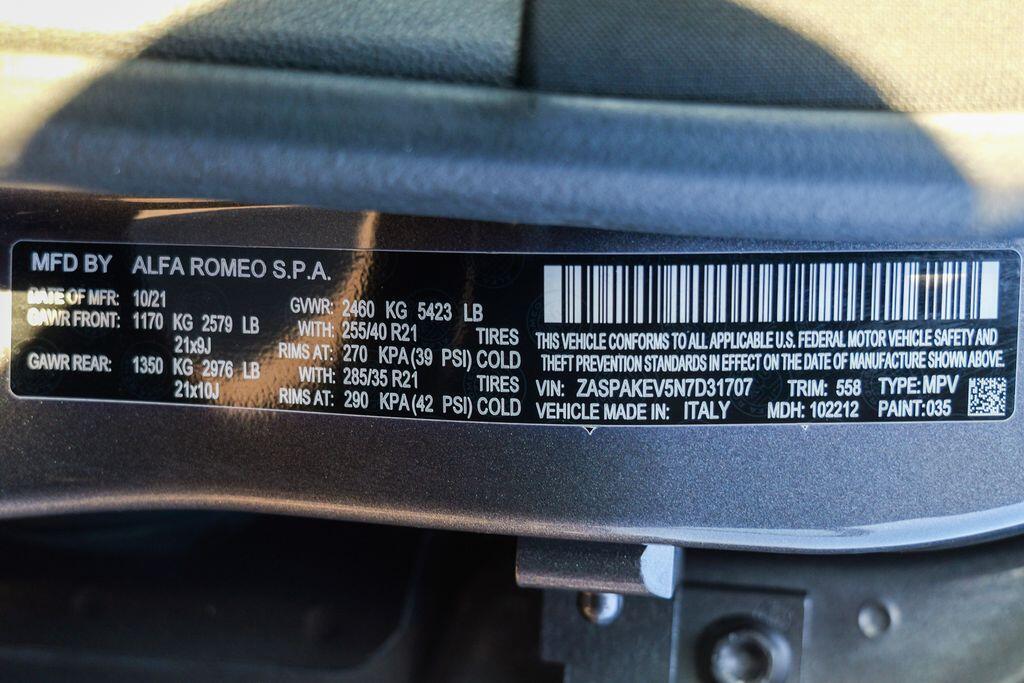 MFD BY ALFA ROMEO S.P.A.
DATE OF MFR: 10/21 GVWR: 2460 KG 5423 LB
GAWR FRONT: 1170 KG 2579 LB WITH: 255/40 R21 TIRES
21x9J RIMS AT: 270 KPA(39 PSI) COLD
GAWR REAR: 1350 KG 2976 LB WITH: 285/35 R21 TIRES
21x10J RIMS AT: 290 KPA(42 PSI) COLD
THIS VEHICLE CONFORMS TO ALL APPLICABLE U.S. FEDERAL MOTOR VEHICLE SAFETY AND
THEFT PREVENTION STANDARDS IN EFFECT ON THE DATE OF MANUFACTURE SHOWN ABOVE.
VIN: ZASPAKEV5N7D31707 TRIM: 558 TYPE: MPV
VEHICLE MADE IN: ITALY MDH: 102212 PAINT: 035